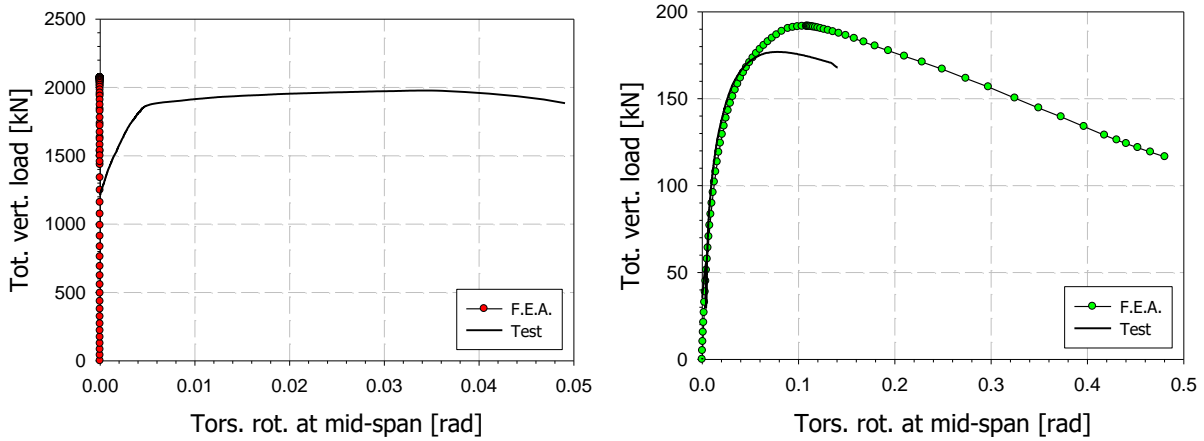 Tot. vert. load [kN]
2500
2000
1500
1000
500
0
0.00 0.01 0.02 0.03 0.04 0.05
Tors. rot. at mid-span [rad]
F.E.A.
Test
Tot. vert. load [kN]
200
150
100
50
0
0.0 0.1 0.2 0.3 0.4 0.5
Tors. rot. at mid-span [rad]
F.E.A.
Test